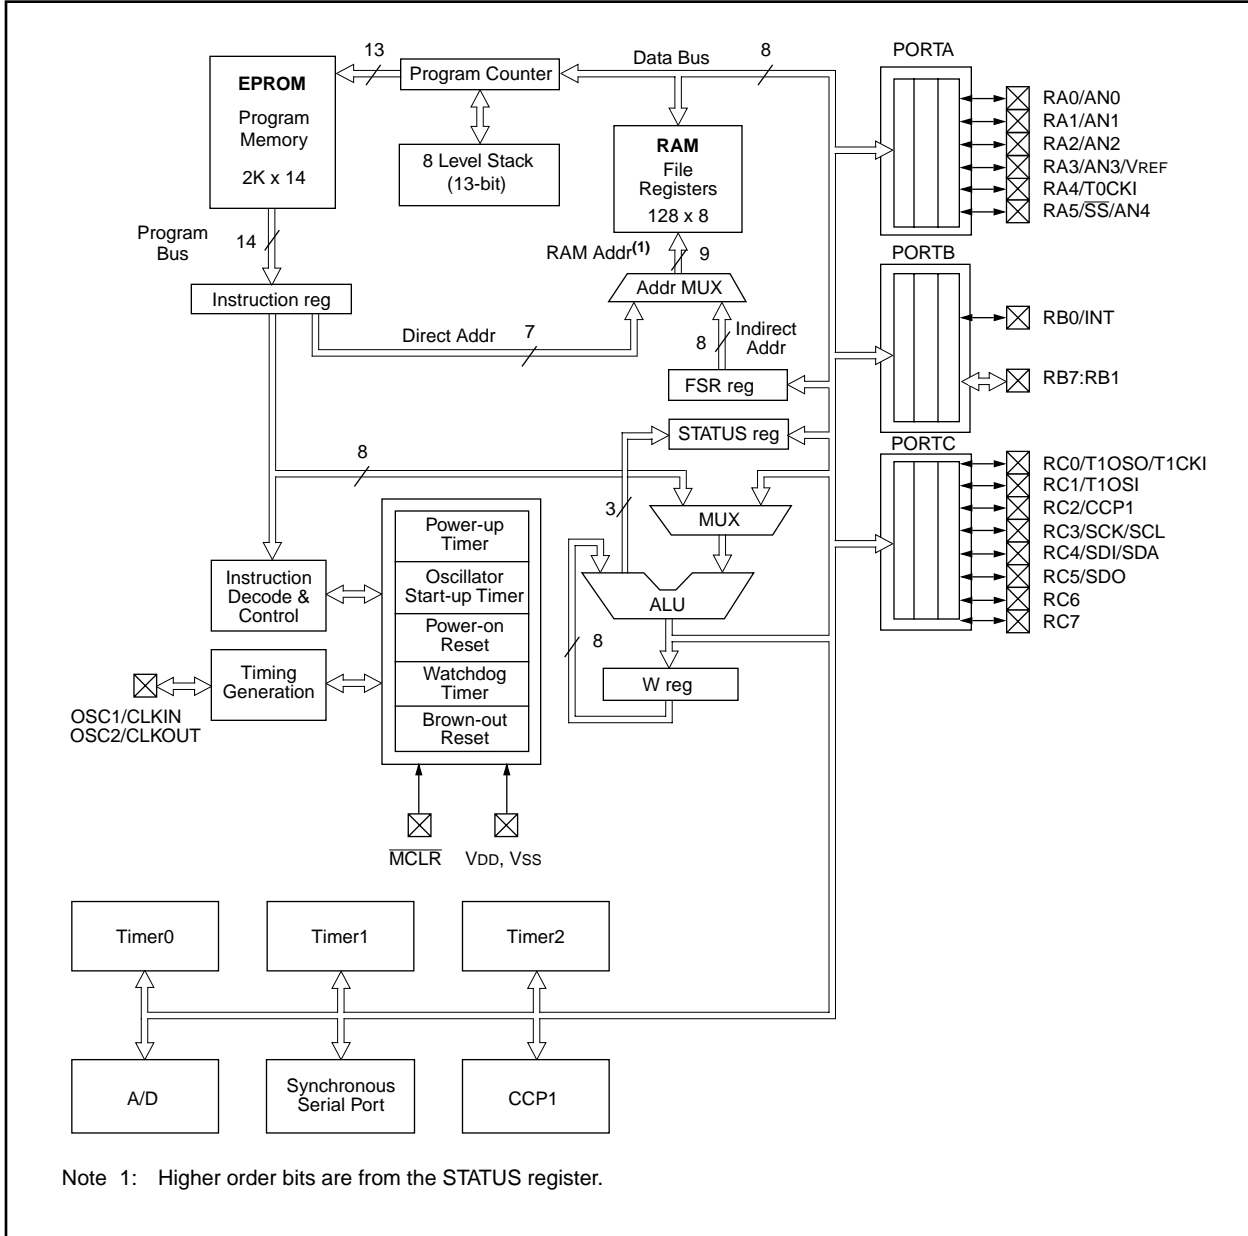 13
Data Bus
8
PORTA
EPROM
Program
Memory
2K x 14
Program Counter
8 Level Stack
(13-bit)
RAM
File
Registers
128 x 8
RA0/AN0
RA1/AN1
RA2/AN2
RA3/AN3/VREF
RA4/T0CKI
RA5/SS/AN4
Program
Bus
14
RAM Addr(1)
9
PORTB
Instruction reg
Addr MUX
Direct Addr
7
8
Indirect
Addr
RB0/INT
FSR reg
RB7:RB1
STATUS reg
PORTC
8
RC0/T1OSO/T1CKI
RC1/T1OSI
RC2/CCP1
RC3/SCK/SCL
RC4/SDI/SDA
RC5/SDO
RC6
RC7
3
MUX
Power-up
Timer
Oscillator
Start-up Timer
Power-on
Reset
Watchdog
Timer
Brown-out
Reset
Instruction
Decode &
Control
ALU
8
W reg
Timing
Generation
OSC1/CLKIN
OSC2/CLKOUT
MCLR
VDD, VSS
Timer0
Timer1
Timer2
A/D
Synchronous
Serial Port
CCP1
Note 1: Higher order bits are from the STATUS register.